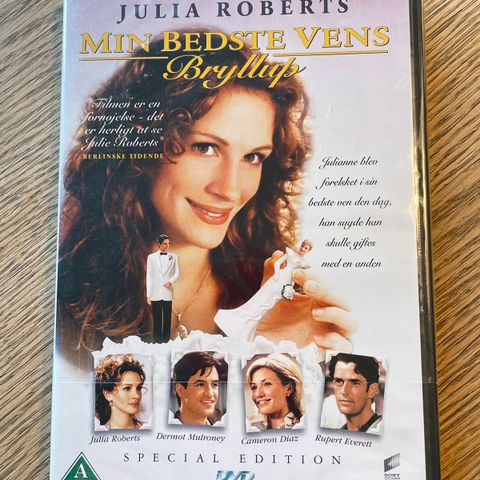 JULIA ROBERTS
MIN BEDSTE VENS
Bryllup
Filmen er en
fornøjelse - det
er herligt at se
Julie Roberts
BERLINSKE TIDENDE
Julianne blev
forelsket i sin
bedste ven den dag,
han sagde han
skulle giftes
med en anden
Julia Roberts
Dermot Mulroney
Cameron Diaz
Rupert Everett
SPECIAL EDITION
A
SONY